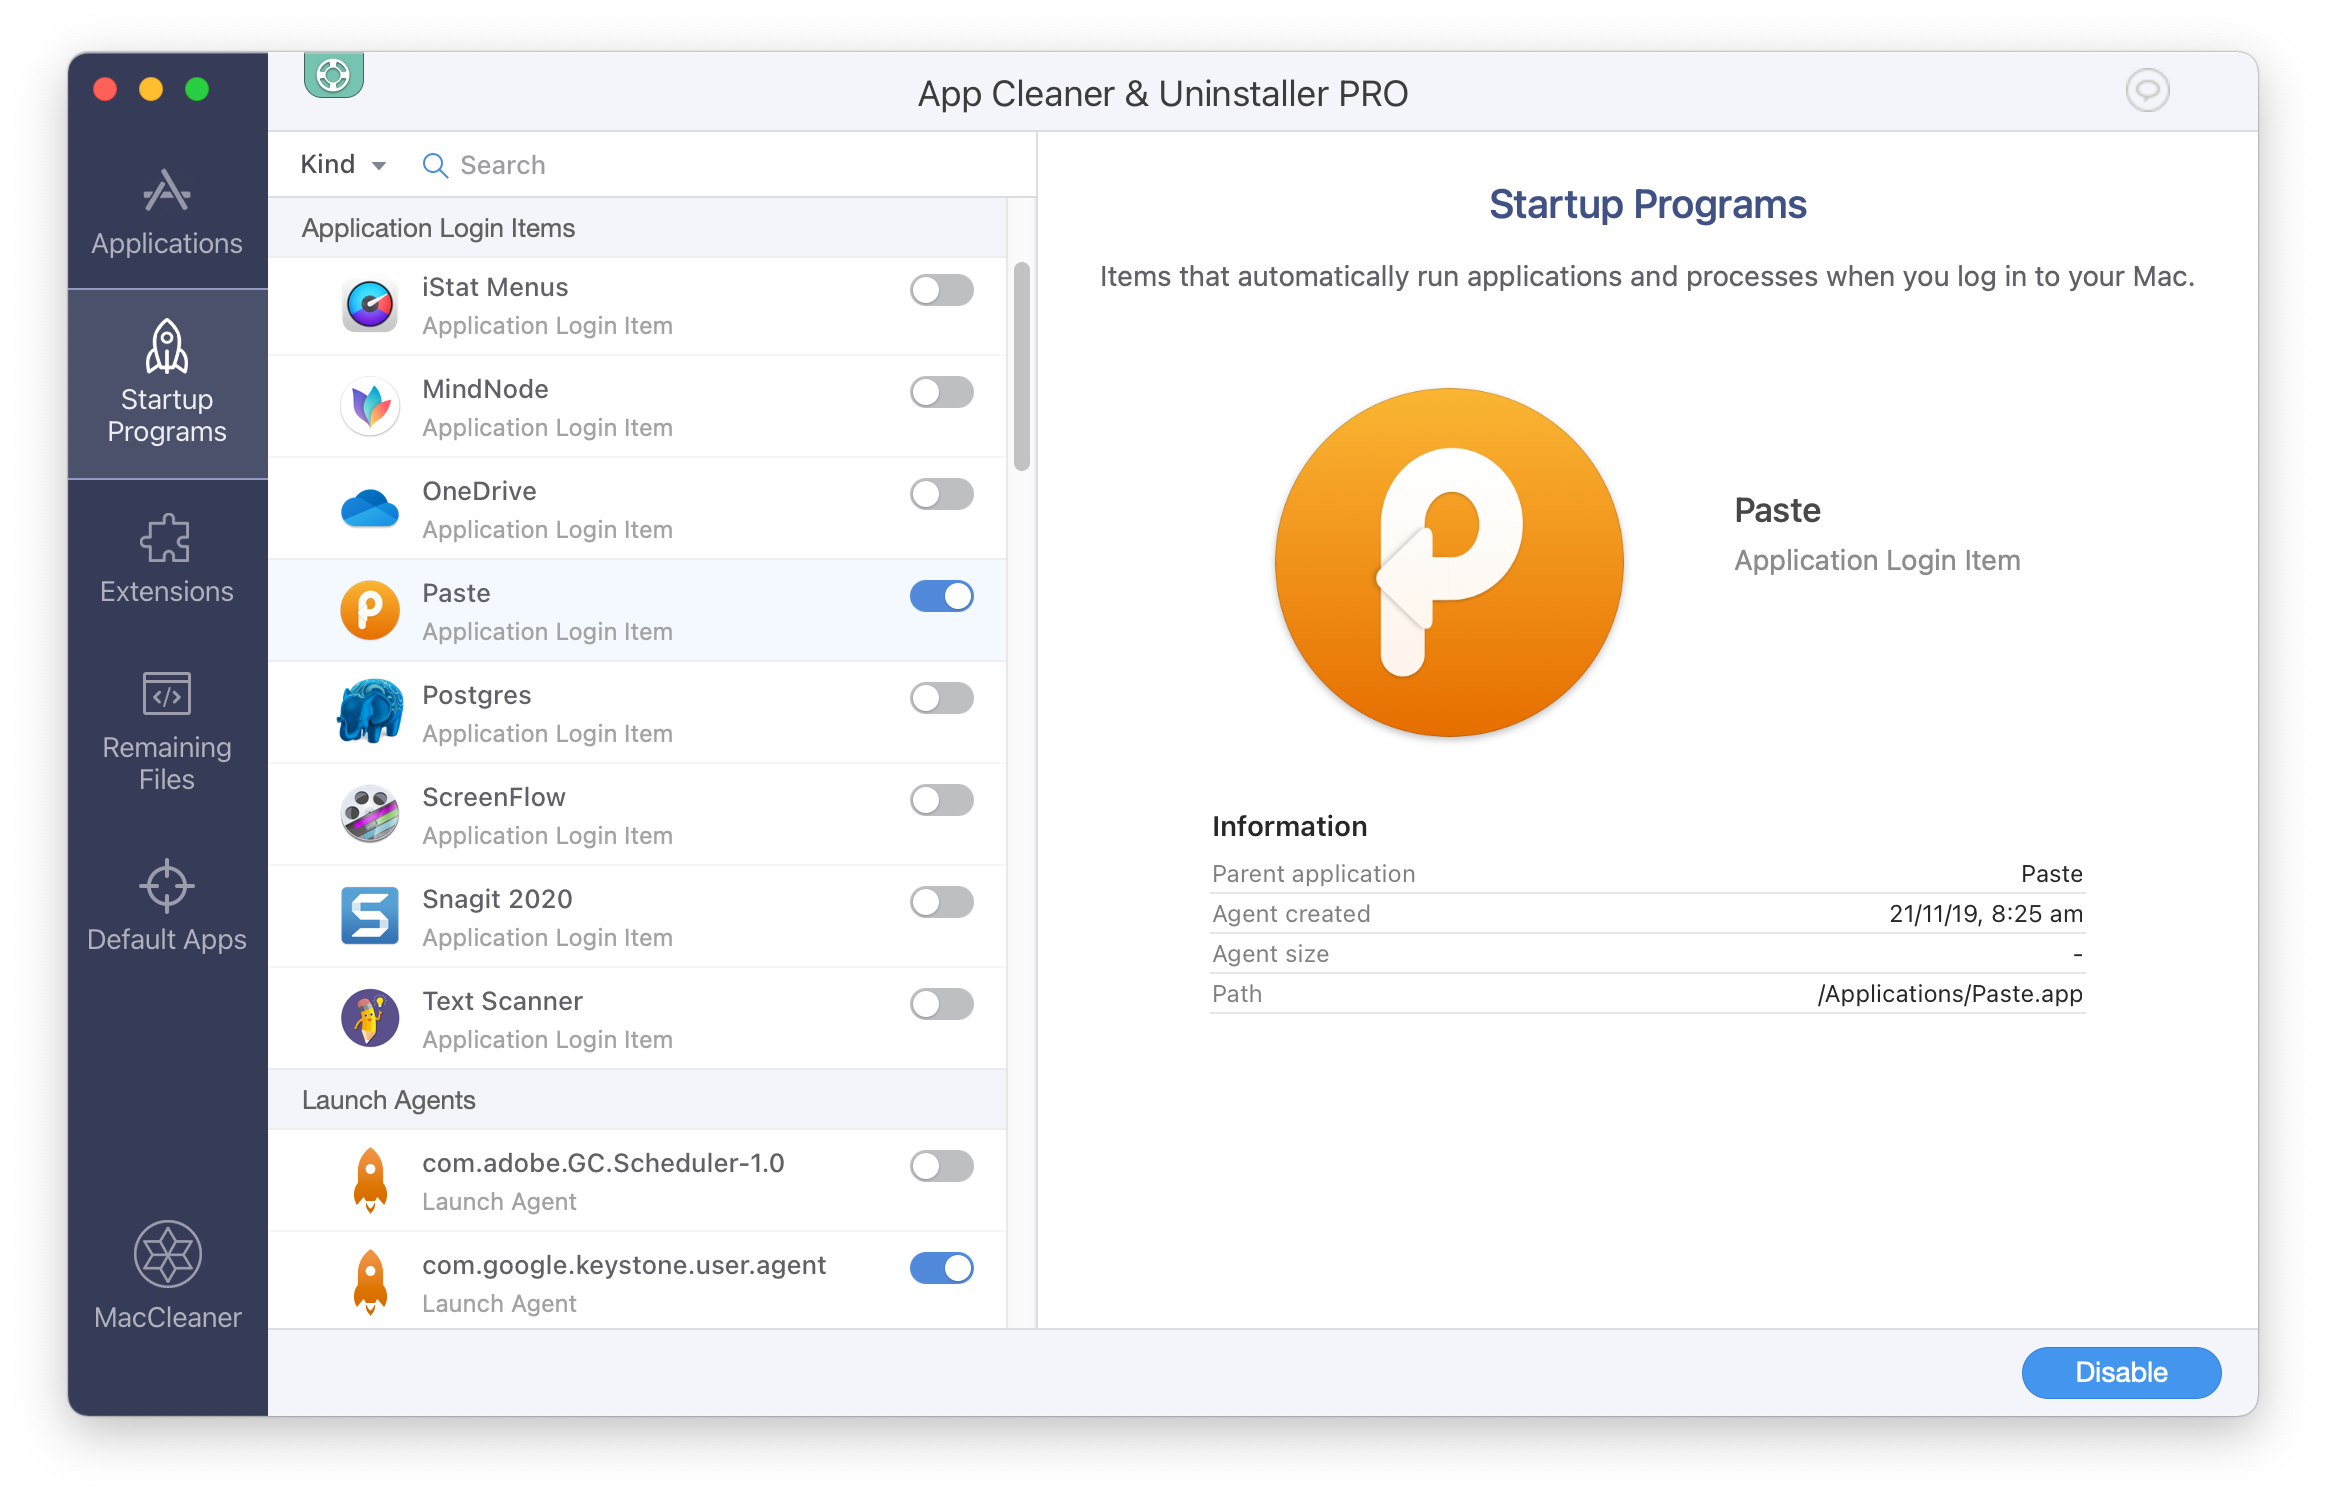 App Cleaner & Uninstaller PRO
Applications
Startup
Programs
Extensions
Remaining
Files
Default Apps
MacCleaner
Kind
Search
Application Login Items
iStat Menus
Application Login Item
MindNode
Application Login Item
OneDrive
Application Login Item
Paste
Application Login Item
Postgres
Application Login Item
ScreenFlow
Application Login Item
Snagit 2020
Application Login Item
Text Scanner
Application Login Item
Launch Agents
com.adobe.GC.Scheduler-1.0
Launch Agent
com.google.keystone.user.agent
Launch Agent
Startup Programs
Items that automatically run applications and processes when you log in to your Mac.
Paste
Application Login Item
Information
Parent application Paste
Agent created 21/11/19, 8:25 am
Agent size -
Path /Applications/Paste.app
Disable